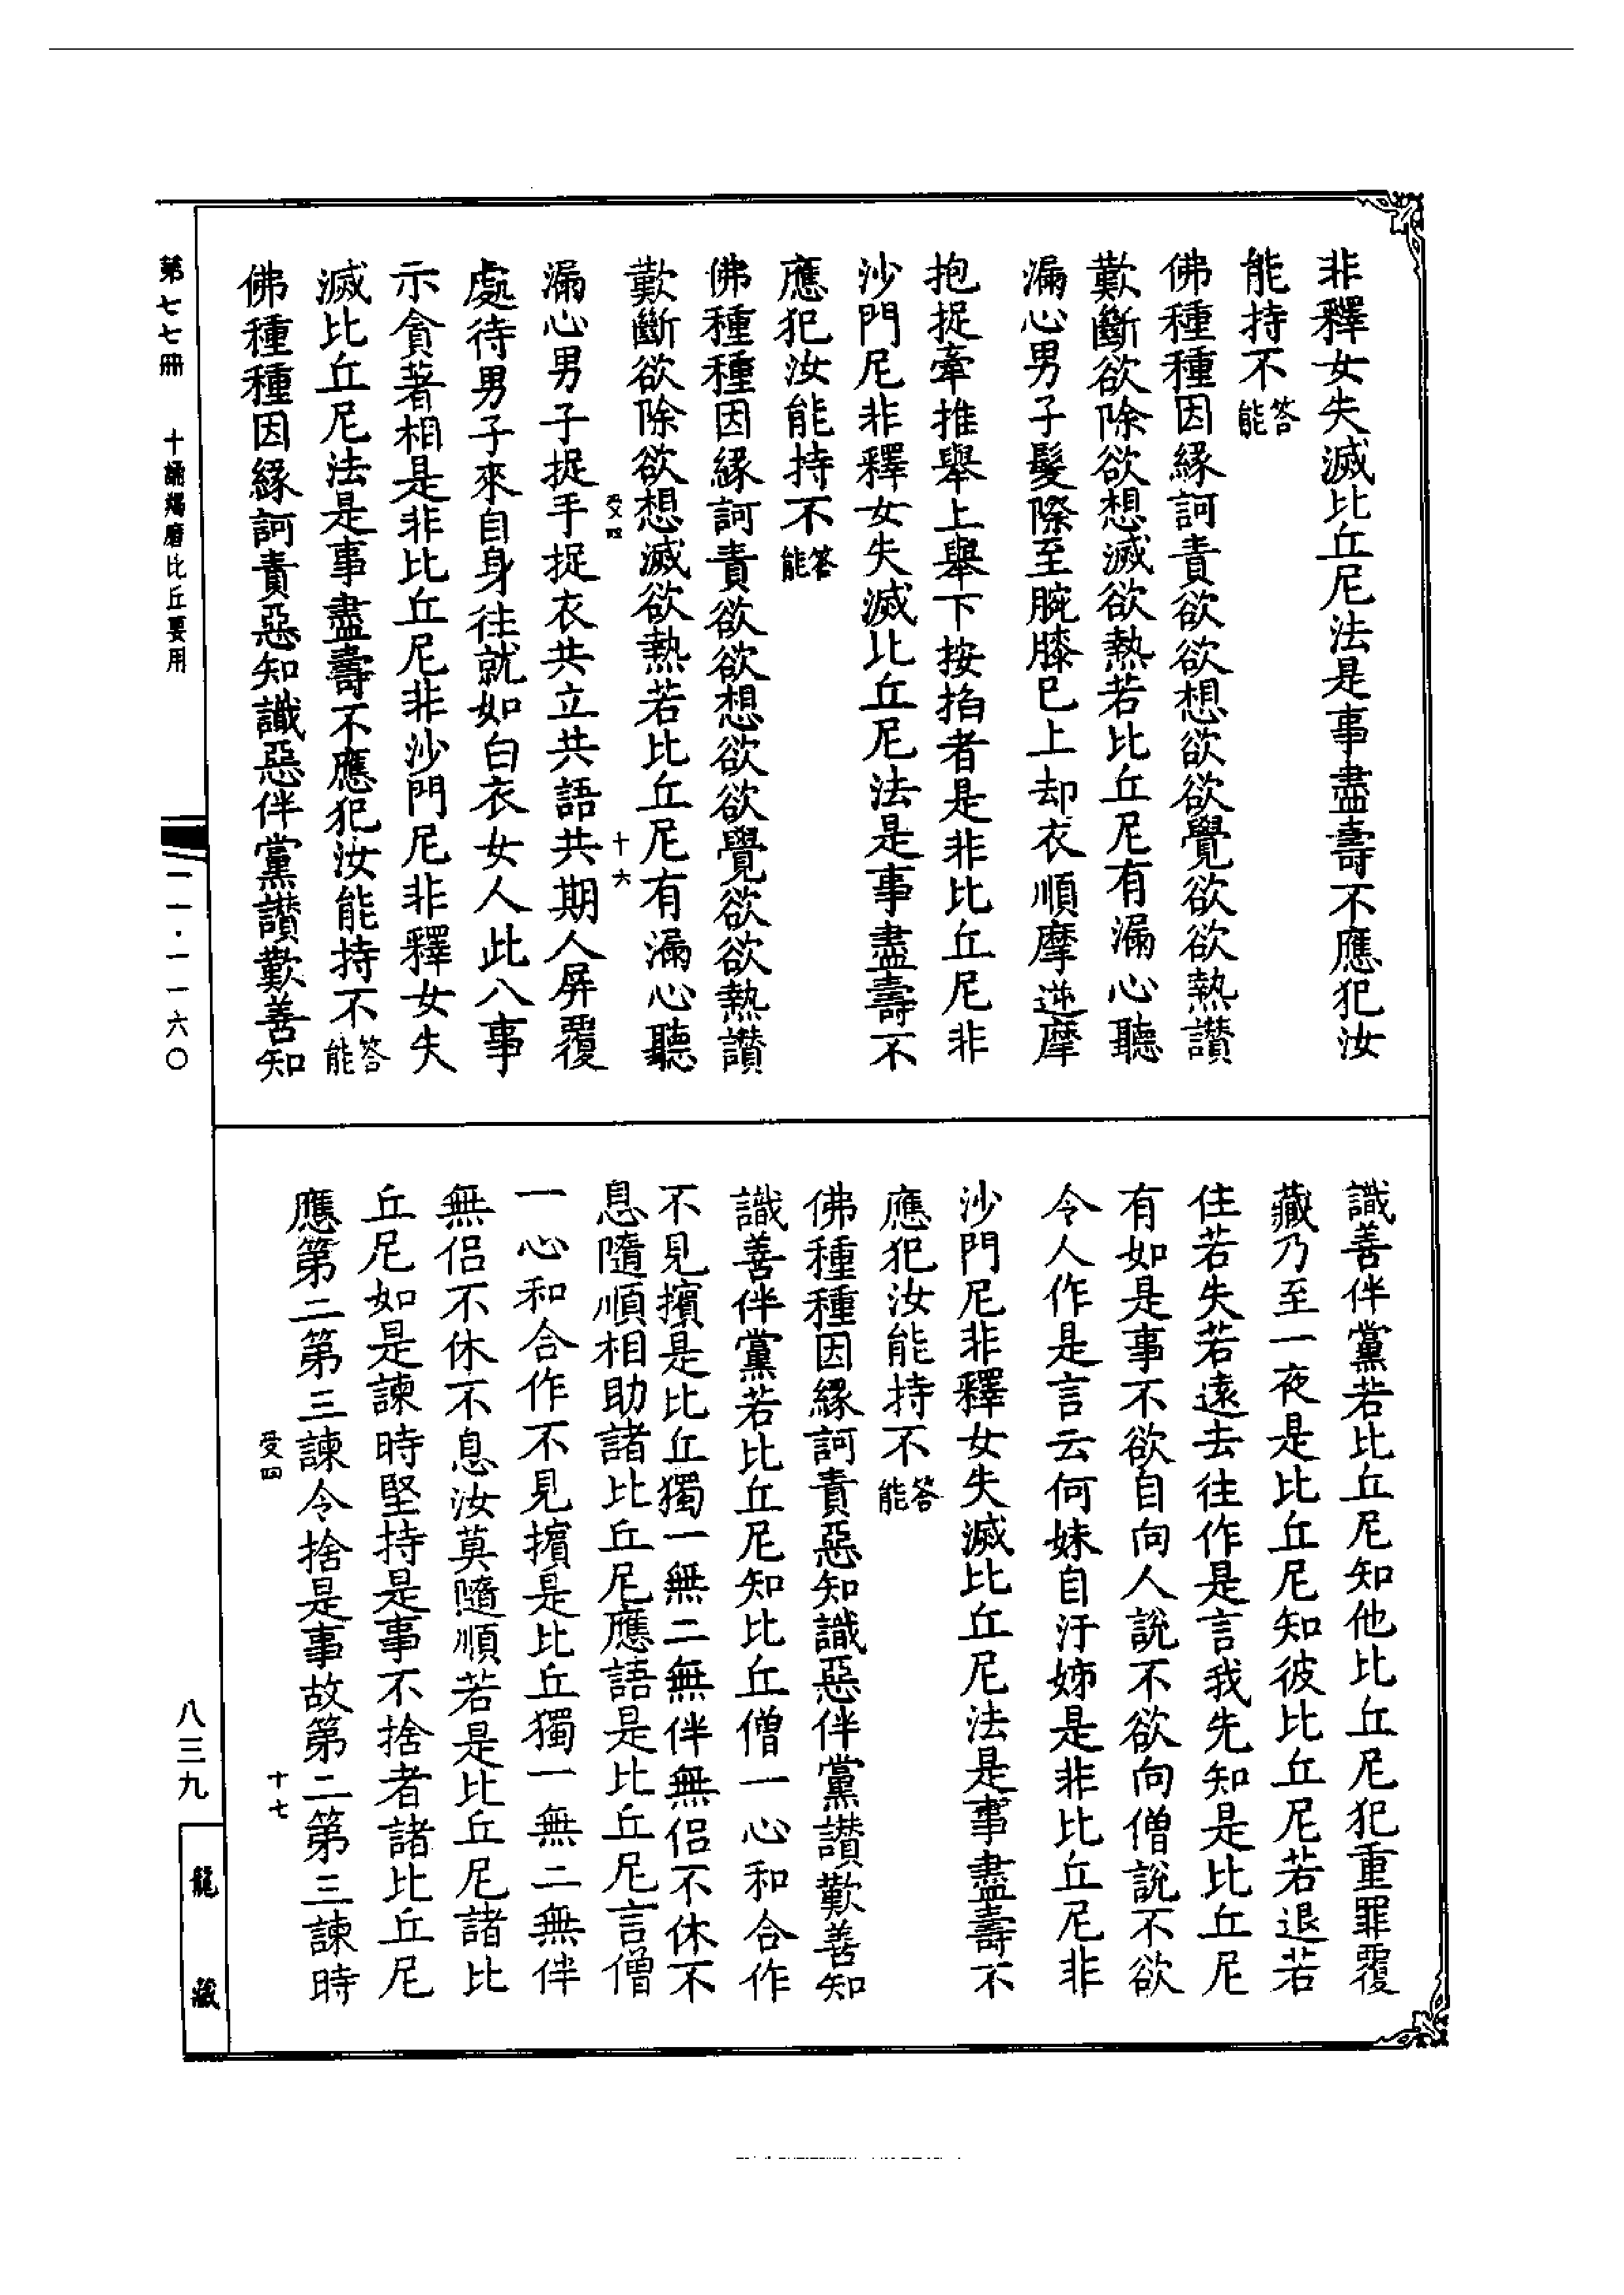 非釋女失滅比丘尼法是事盡壽不應犯汝
能持不答能
佛種種因緣訶責欲欲想欲欲覺欲欲熱讃
歎斷欲除欲想滅欲熱若比丘尼有漏心聽
漏心男子髮際至腕膝已上却衣順摩逆摩
抱捉牽推舉上舉下按掐者是非比丘尼非
沙門尼非釋女失滅比丘尼法是事盡壽不
應犯汝能持不答能
佛種種因緣訶責欲欲想欲欲覺欲欲熱讃
歎斷欲除欲想滅欲熱若比丘尼有漏心聽
受四 十六
漏心男子捉手捉衣共立共語共期人屏覆
處待男子來自身往就如白衣女人此八事
示貪著相是非比丘尼非沙門尼非釋女失
滅比丘尼法是事盡壽不應犯汝能持不答能
佛種種因緣訶責惡知識惡伴黨讃歎善知
第七七冊 十誦羯磨比丘要用
一一·一一六〇
識善伴黨若比丘尼知他比丘尼犯重罪覆
藏乃至一夜是比丘尼知彼比丘尼若退若
住若失若遠去往作是言我先知是比丘尼
有如是事不欲自向人說不欲向僧說不欲
令人作是言云何妹自汙姊是非比丘尼非
沙門尼非釋女失滅比丘尼法是事盡壽不
應犯汝能持不答能
佛種種因緣訶責惡知識惡伴黨讃歎善知
識善伴黨若比丘尼知比丘僧一心和合作
不見擯是比丘獨一無二無伴無侶不休不
息隨順相助諸比丘尼應語是比丘尼言僧
一心和合作不見擯是比丘獨一無二無伴
無侶不休不息汝莫隨順若是比丘尼諸比
丘尼如是諫時堅持是事不捨者諸比丘尼
應第二第三諫令捨是事故第二第三諫時
受四 十七
八三九
龍藏